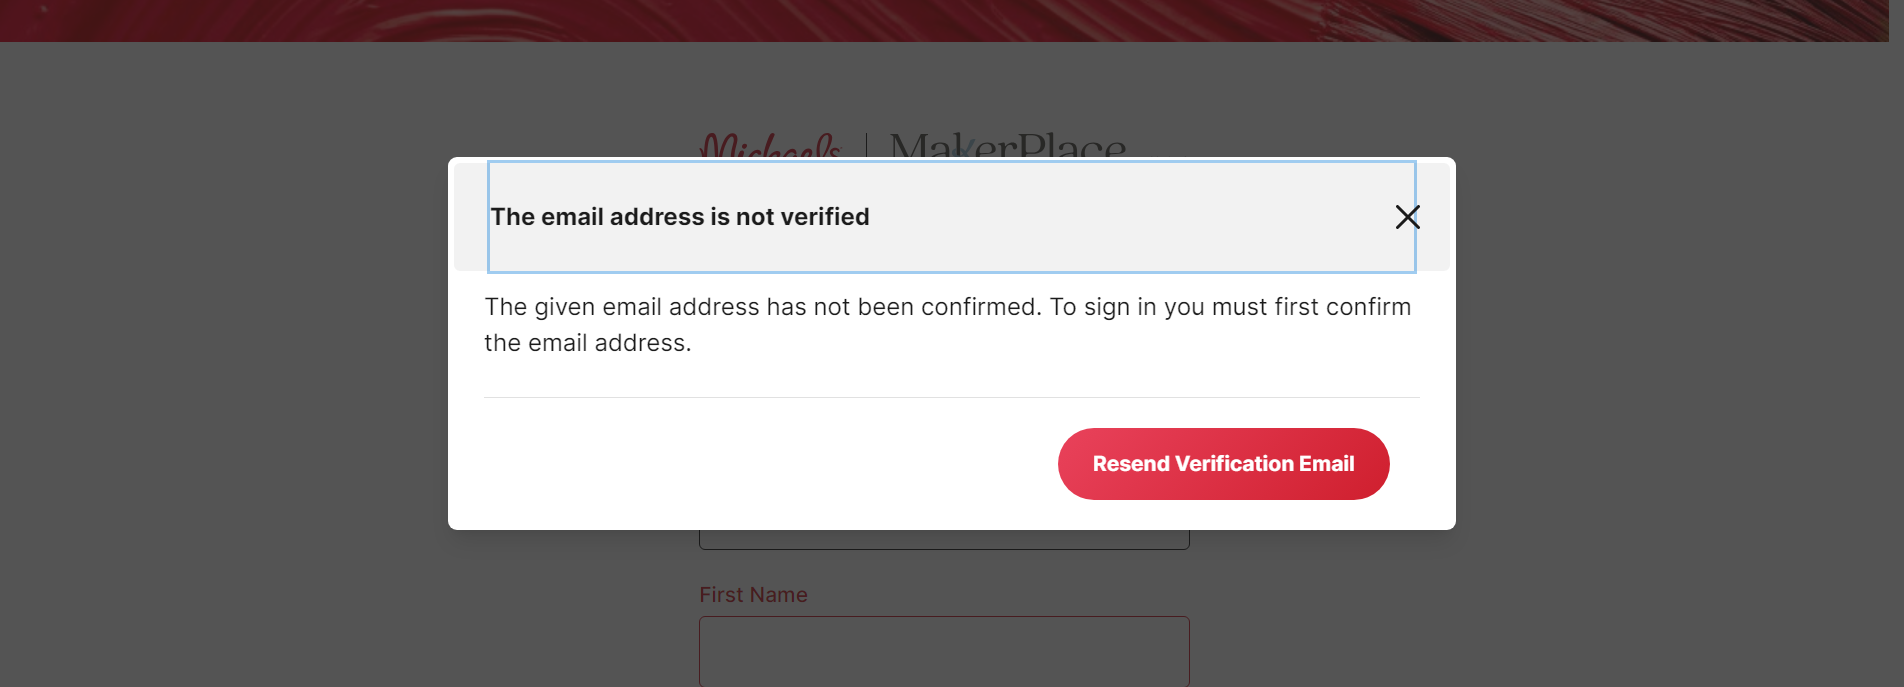 Michaels | MakerPlace
The email address is not verified
The given email address has not been confirmed. To sign in you must first confirm
the email address.
Resend Verification Email
First Name